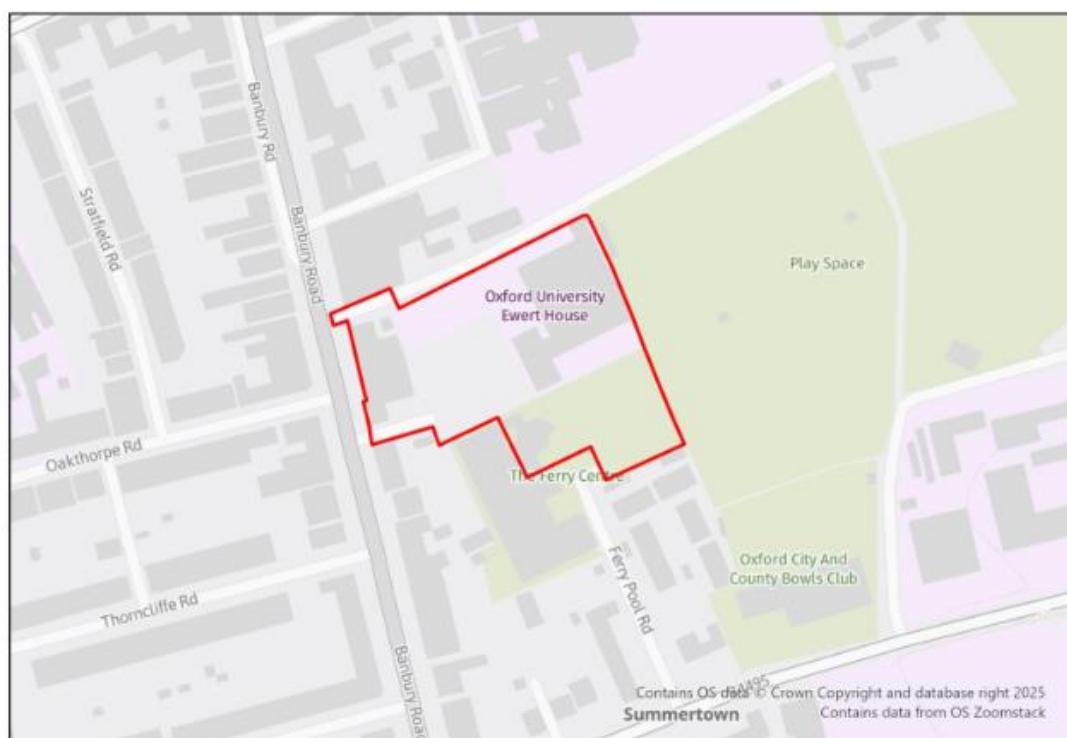 Banbury Rd
Stratfield Rd
Banbury Road
Play Space
Oxford University
Ewert House
Oakthorpe Rd
The Ferry Centre
Oxford City And
County Bowls Club
Ferry Pool Rd
Thorncliffe Rd
Banbury Road
Contains OS data © Crown Copyright and database right 2025
Summertown
Contains data from OS Zoomstack